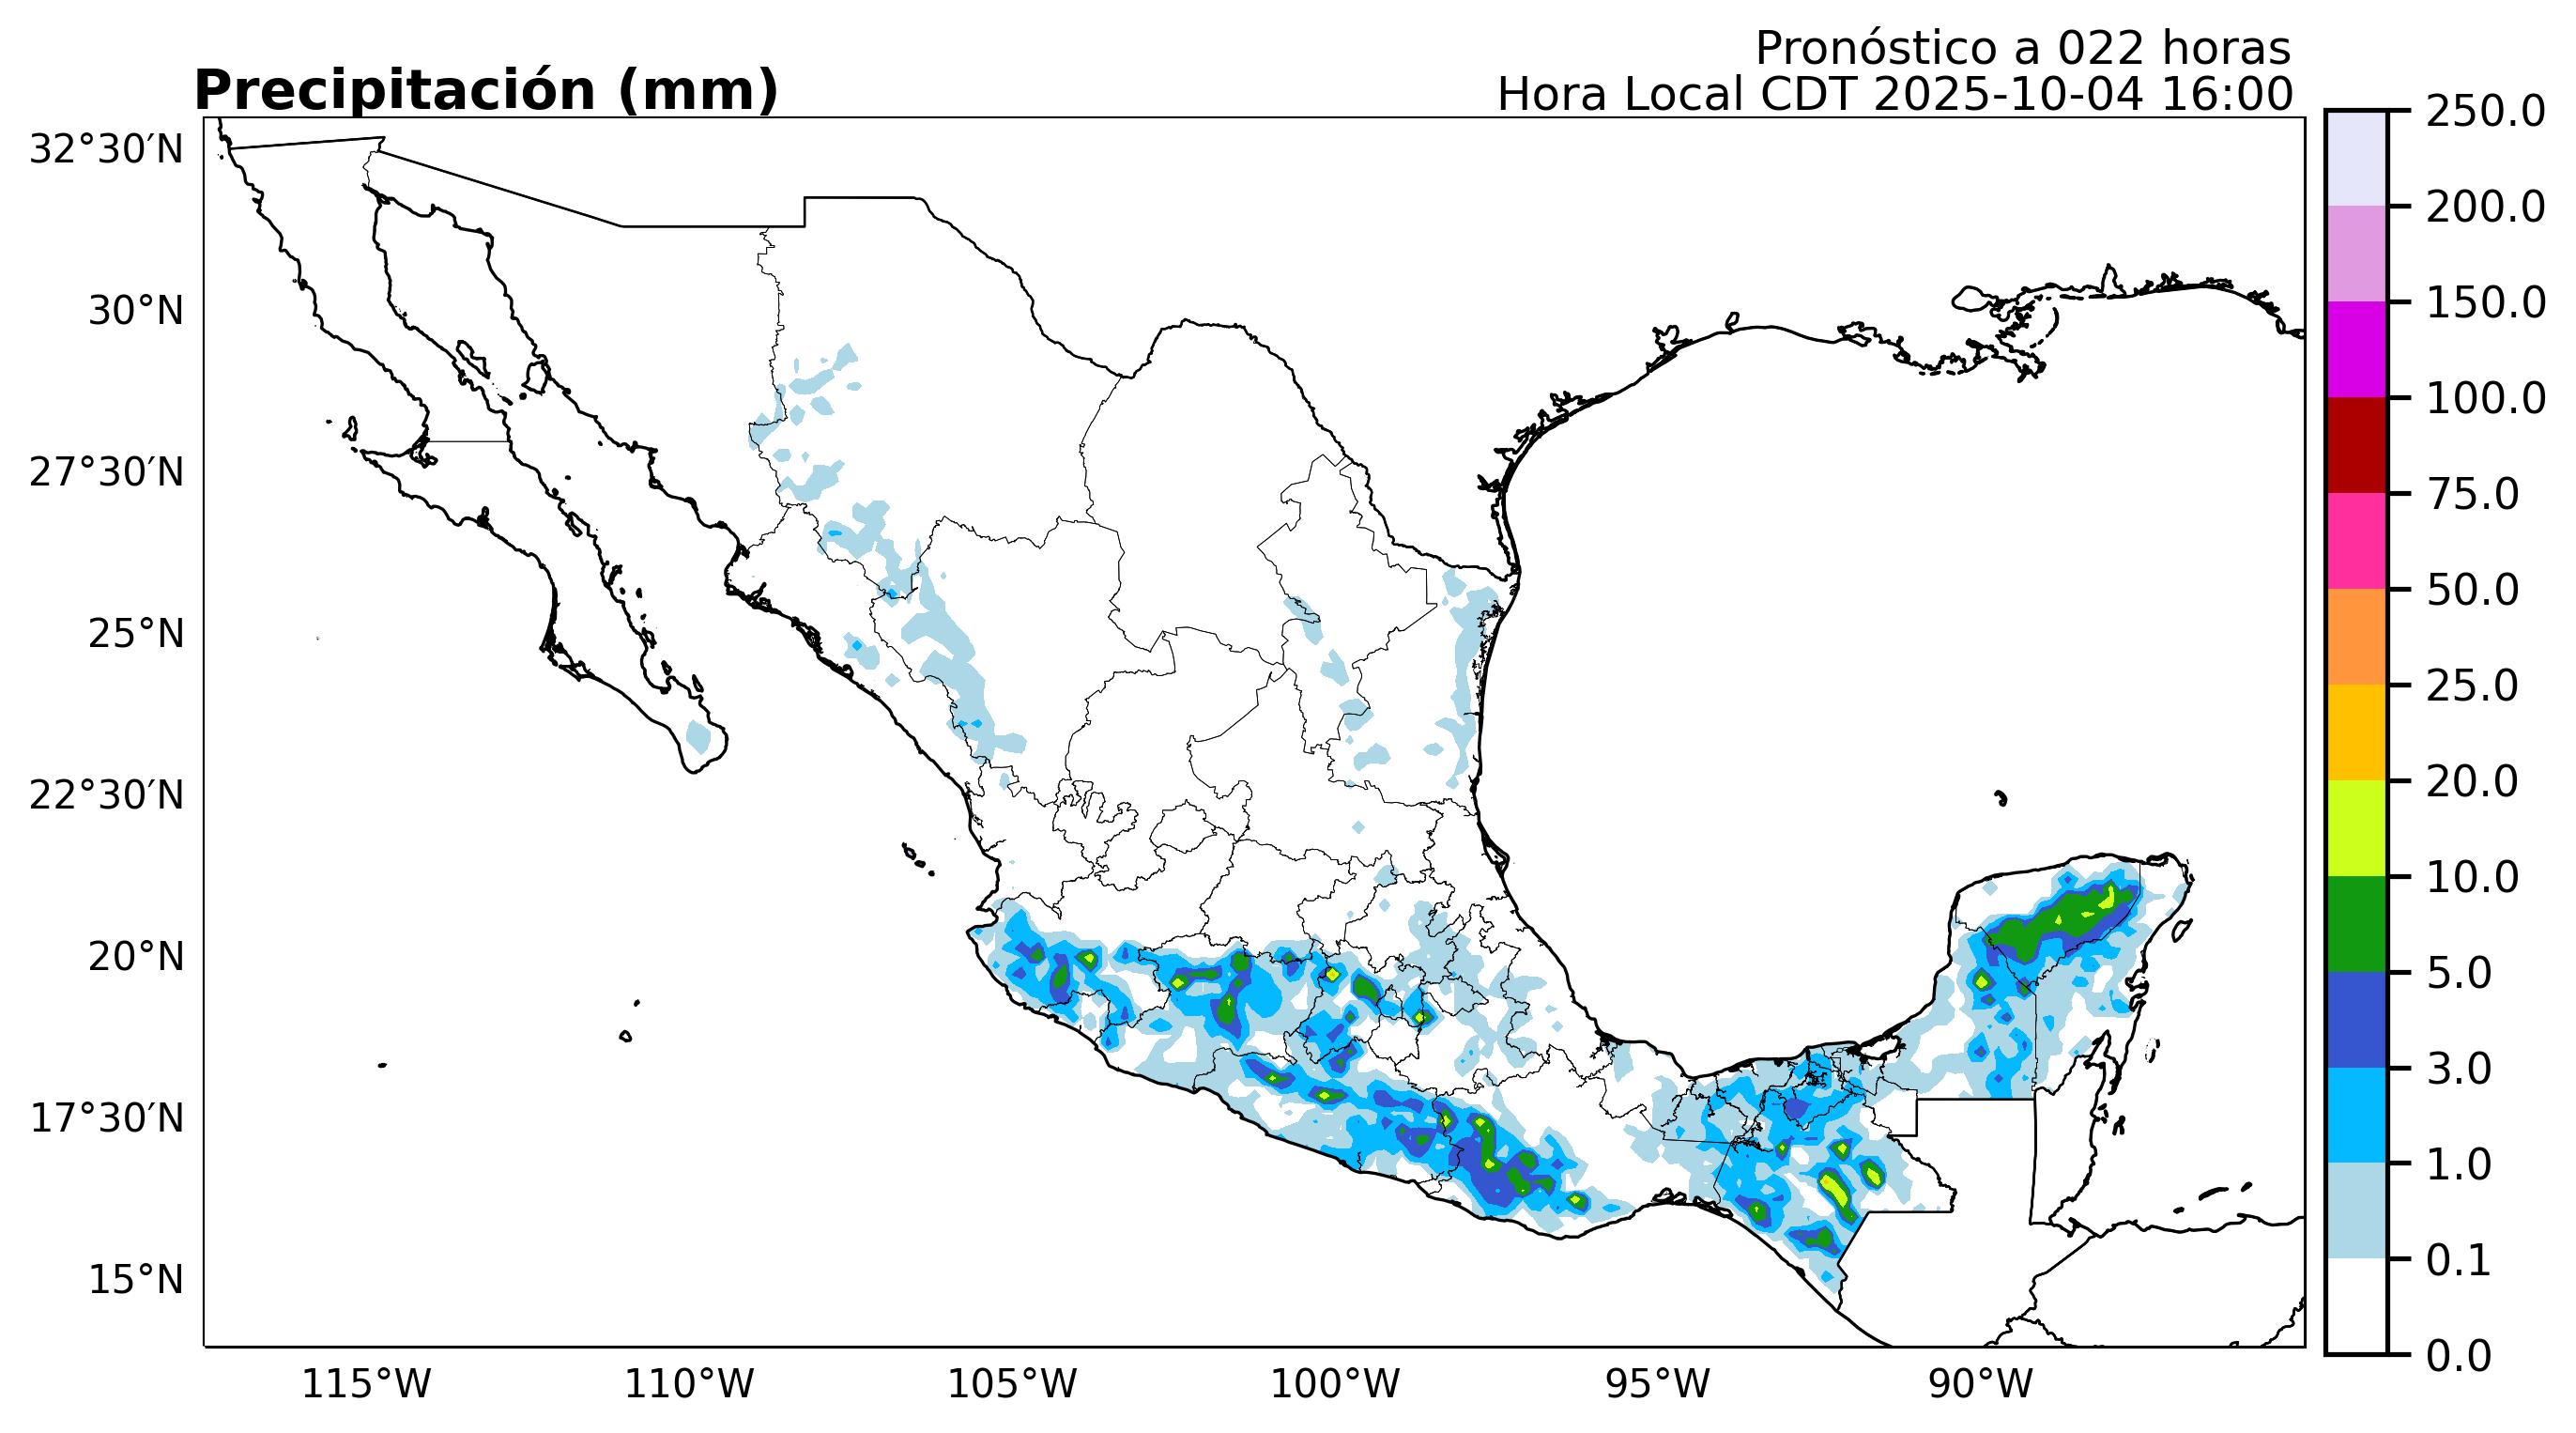 Pronóstico a 022 horas
Precipitación (mm)
Hora Local CDT 2025-10-04 16:00
32°30′N
30°N
27°30′N
25°N
22°30′N
20°N
17°30′N
15°N
115°W
110°W
105°W
100°W
95°W
90°W
250.0
200.0
150.0
100.0
75.0
50.0
25.0
20.0
10.0
5.0
3.0
1.0
0.1
0.0